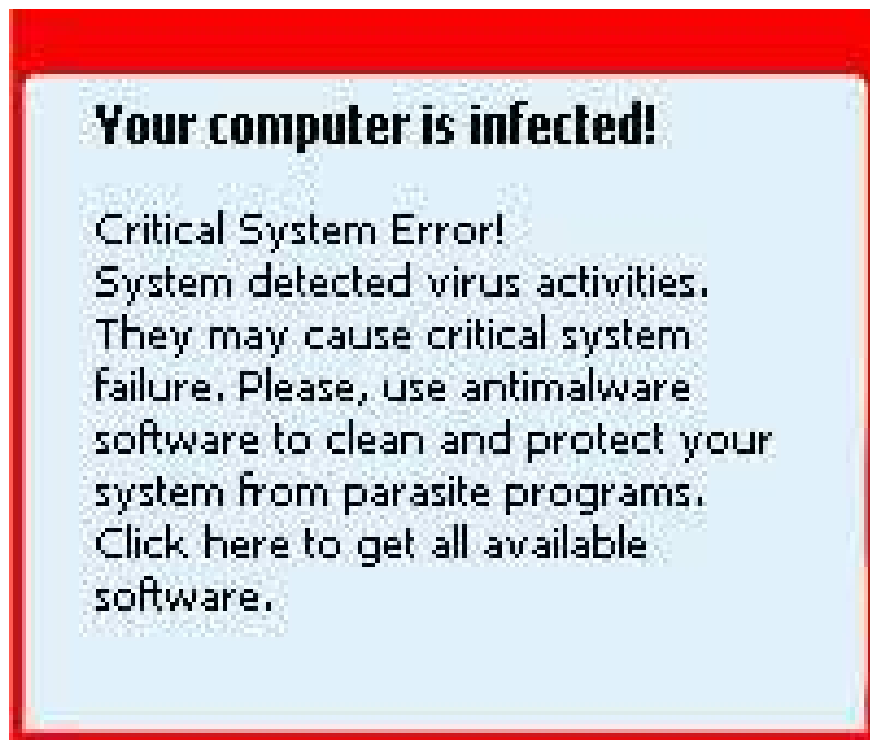 Your computer is infected!
Critical System Error!
System detected virus activities.
They may cause critical system
failure. Please, use antimalware
software to clean and protect your
system from parasite programs.
Click here to get all available
software.